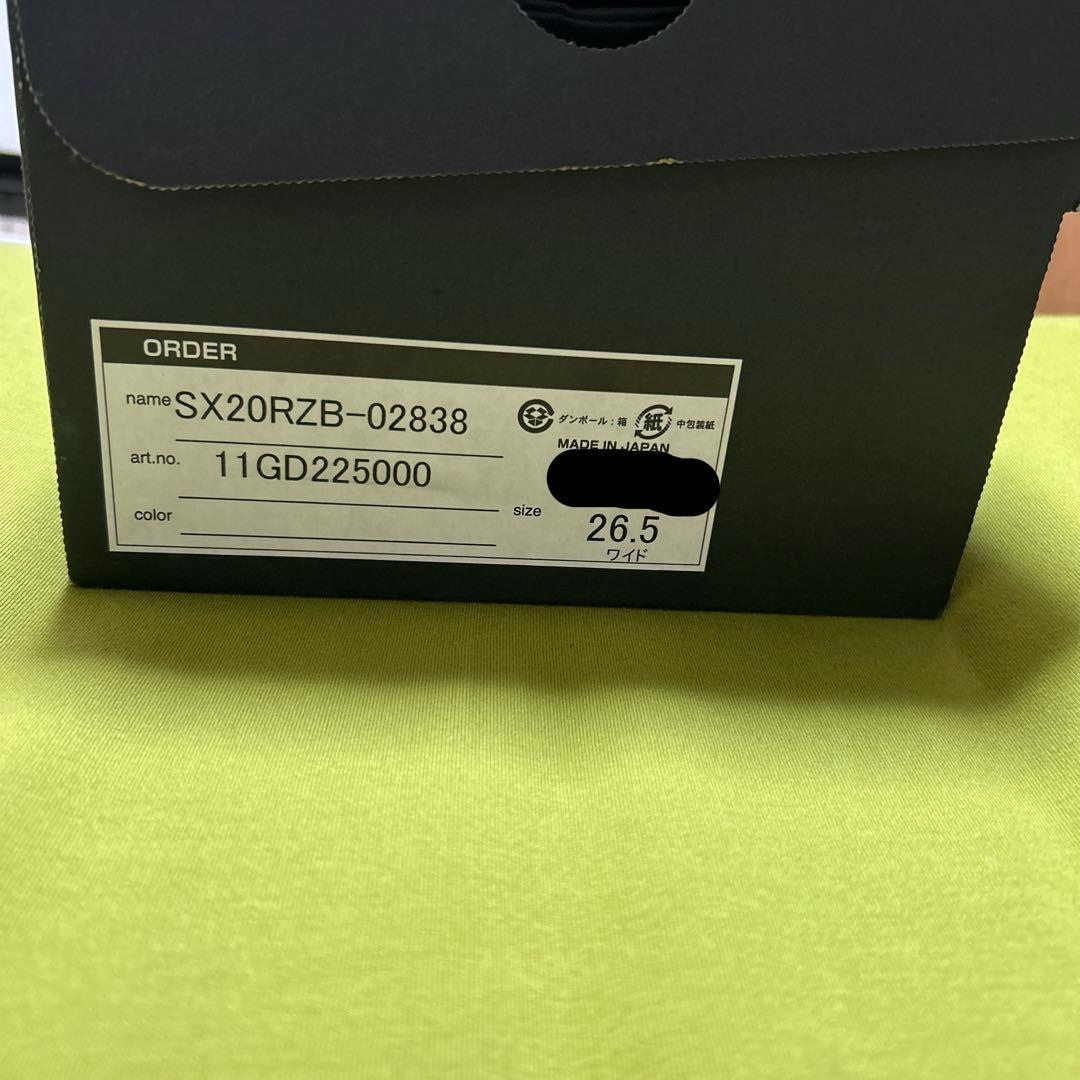 ORDER
name SX20RZB-02838
ダンボール：箱 紙 中包装紙
MADE IN JAPAN
art.no. 11GD225000
size 26.5
ワイド
color